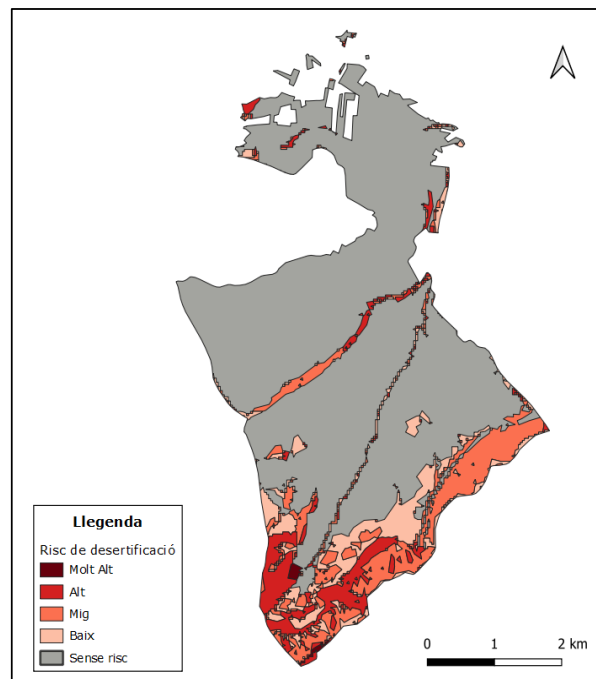 Llegenda
Risc de desertificació
Molt Alt
Alt
Mig
Baix
Sense risc
0 1 2 km